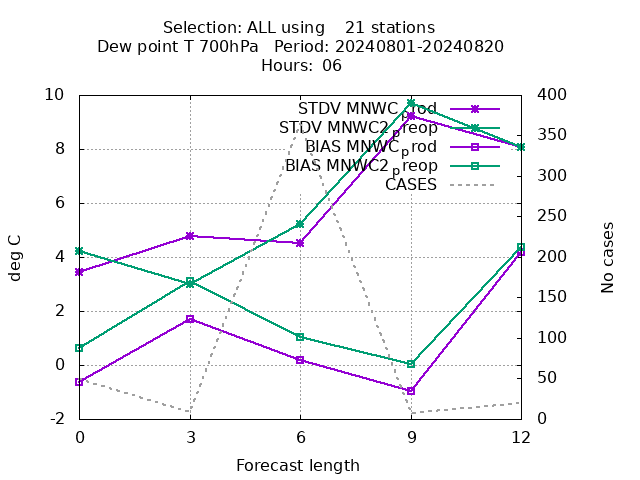 Selection: ALL using    21 stations
Dew point T 700hPa   Period: 20240801-20240820
Hours: 06
deg C
No cases
10
8
6
4
2
0
-2
400
350
300
250
200
150
100
50
0
STDV MNWC_prod
STDV MNWC2_preop
BIAS MNWC_prod
BIAS MNWC2_preop
CASES
0 3 6 9 12
Forecast length